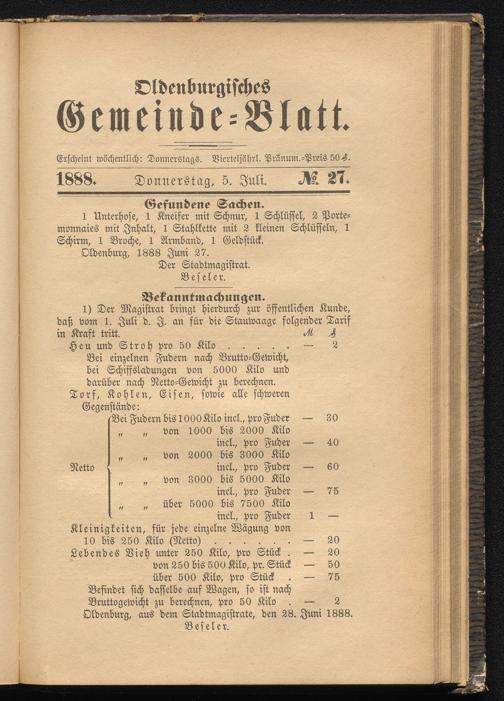 Oldenburgisches
Gemeinde-Blatt.
Erscheint wöchentlich: Donnerstags. Vierteljährl. Pränum.-Preis 50 ₰.
1888. Donnerstag, 5. Juli. № 27.
Gefundene Sachen.
1 Unterhose, 1 Kneifer mit Schnur, 1 Schlüssel, 2 Porte-
monnaies mit Inhalt, 1 Stahlkette mit 2 kleinen Schlüsseln, 1
Schirm, 1 Broche, 1 Armband, 1 Geldstück.
Oldenburg, 1888 Juni 27.
Der Stadtmagistrat.
Beseler.
Bekanntmachungen.
1) Der Magistrat bringt hierdurch zur öffentlichen Kunde,
daß vom 1. Juli d. J. an für die Stauwaage folgender Tarif
in Kraft tritt. M ₰
Heu und Stroh pro 50 Kilo . . . . . — 2
Bei einzelnen Fudern nach Brutto-Gewicht,
bei Schiffsladungen von 5000 Kilo und
darüber nach Netto-Gewicht zu berechnen.
Torf, Kohlen, Eisen, sowie alle schweren
Gegenstände:
Bei Fudern bis 1000 Kilo incl., pro Fuder — 30
„ „ von 1000 bis 2000 Kilo
incl., pro Fuder — 40
„ „ von 2000 bis 3000 Kilo
Netto incl., pro Fuder — 60
„ „ von 3000 bis 5000 Kilo
incl., pro Fuder — 75
„ „ über 5000 bis 7500 Kilo
incl., pro Fuder 1 —
Kleinigkeiten, für jede einzelne Wägung von
10 bis 250 Kilo (Netto) . . . . . . — 20
Lebendes Vieh unter 250 Kilo, pro Stück . — 20
von 250 bis 500 Kilo, pr. Stück — 50
über 500 Kilo, pro Stück . — 75
Befindet sich dasselbe auf Wagen, so ist nach
Bruttogewicht zu berechnen, pro 50 Kilo . — 2
Oldenburg, aus dem Stadtmagistrate, den 28. Juni 1888.
Beseler.